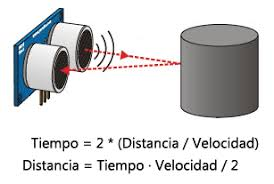 Tiempo = 2 * (Distancia / Velocidad)
Distancia = Tiempo · Velocidad / 2